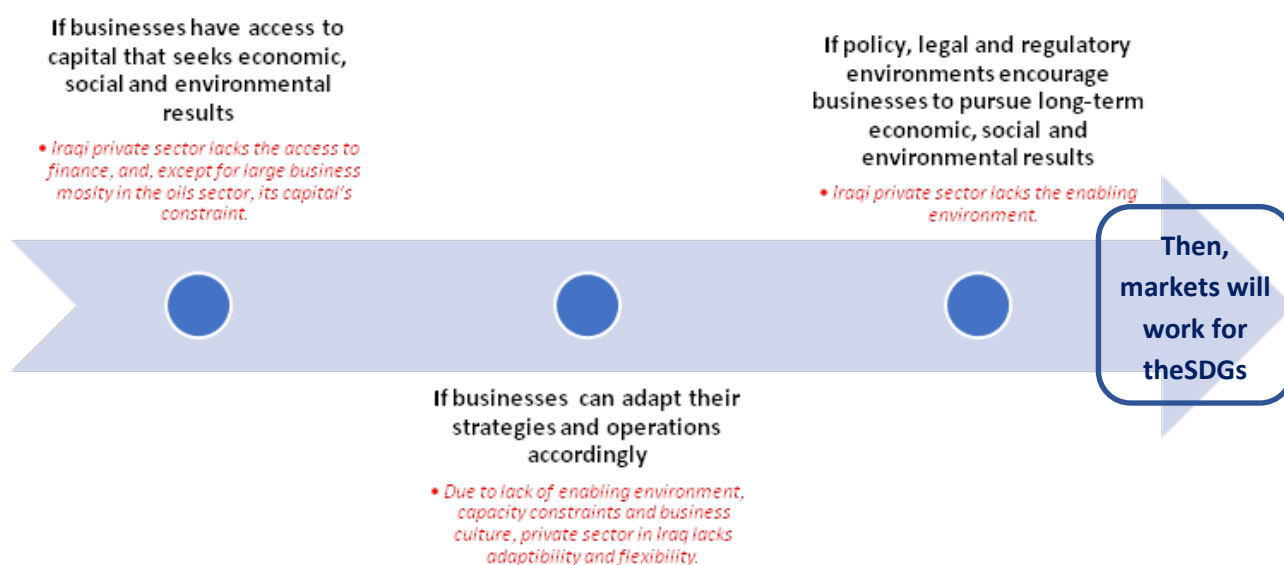 If businesses have access to
capital that seeks economic,
social and environmental
results
• Iraqi private sector lacks the access to
finance, and, except for large business
mosity in the oils sector, its capital's
constraint.
If businesses can adapt their
strategies and operations
accordingly
• Due to lack of enabling environment,
capacity constraints and business
culture, private sector in Iraq lacks
adaptibility and flexibility.
If policy, legal and regulatory
environments encourage
businesses to pursue long-term
economic, social and
environmental results
• Iraqi private sector lacks the enabling
environment.
Then,
markets will
work for
theSDGs